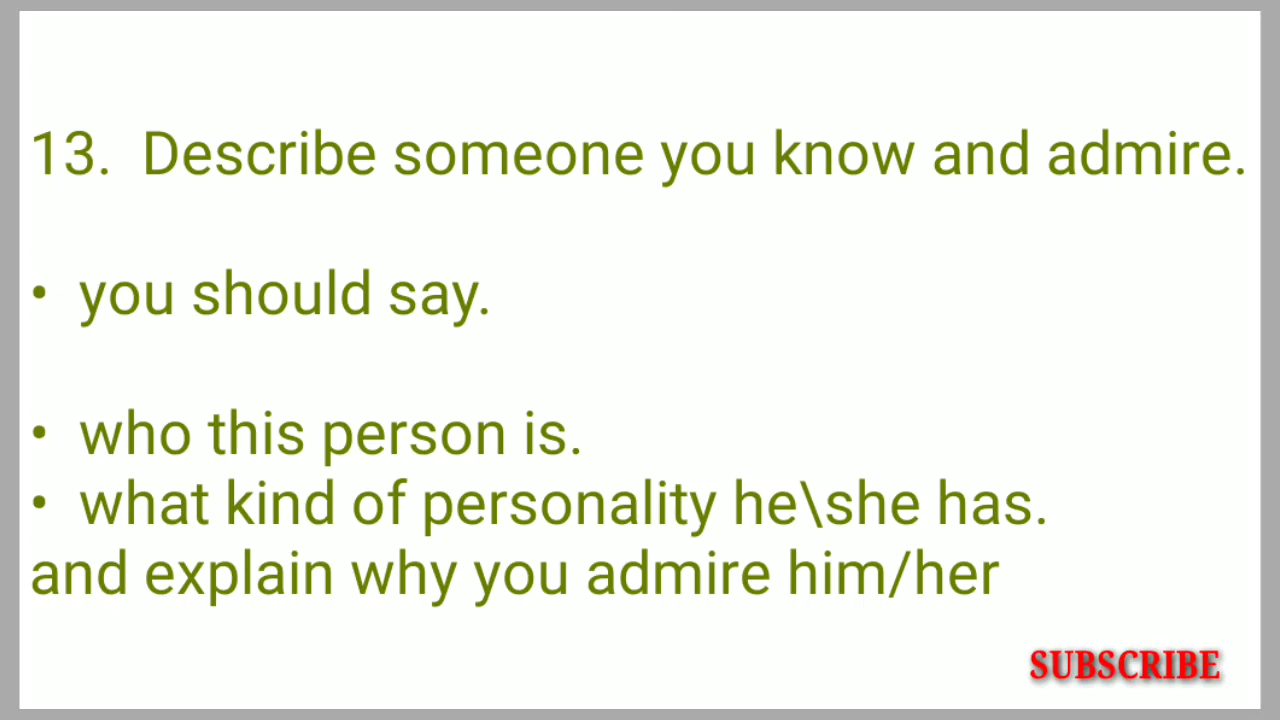 13. Describe someone you know and admire.
• you should say.
• who this person is.
• what kind of personality he\she has.
and explain why you admire him/her
SUBSCRIBE